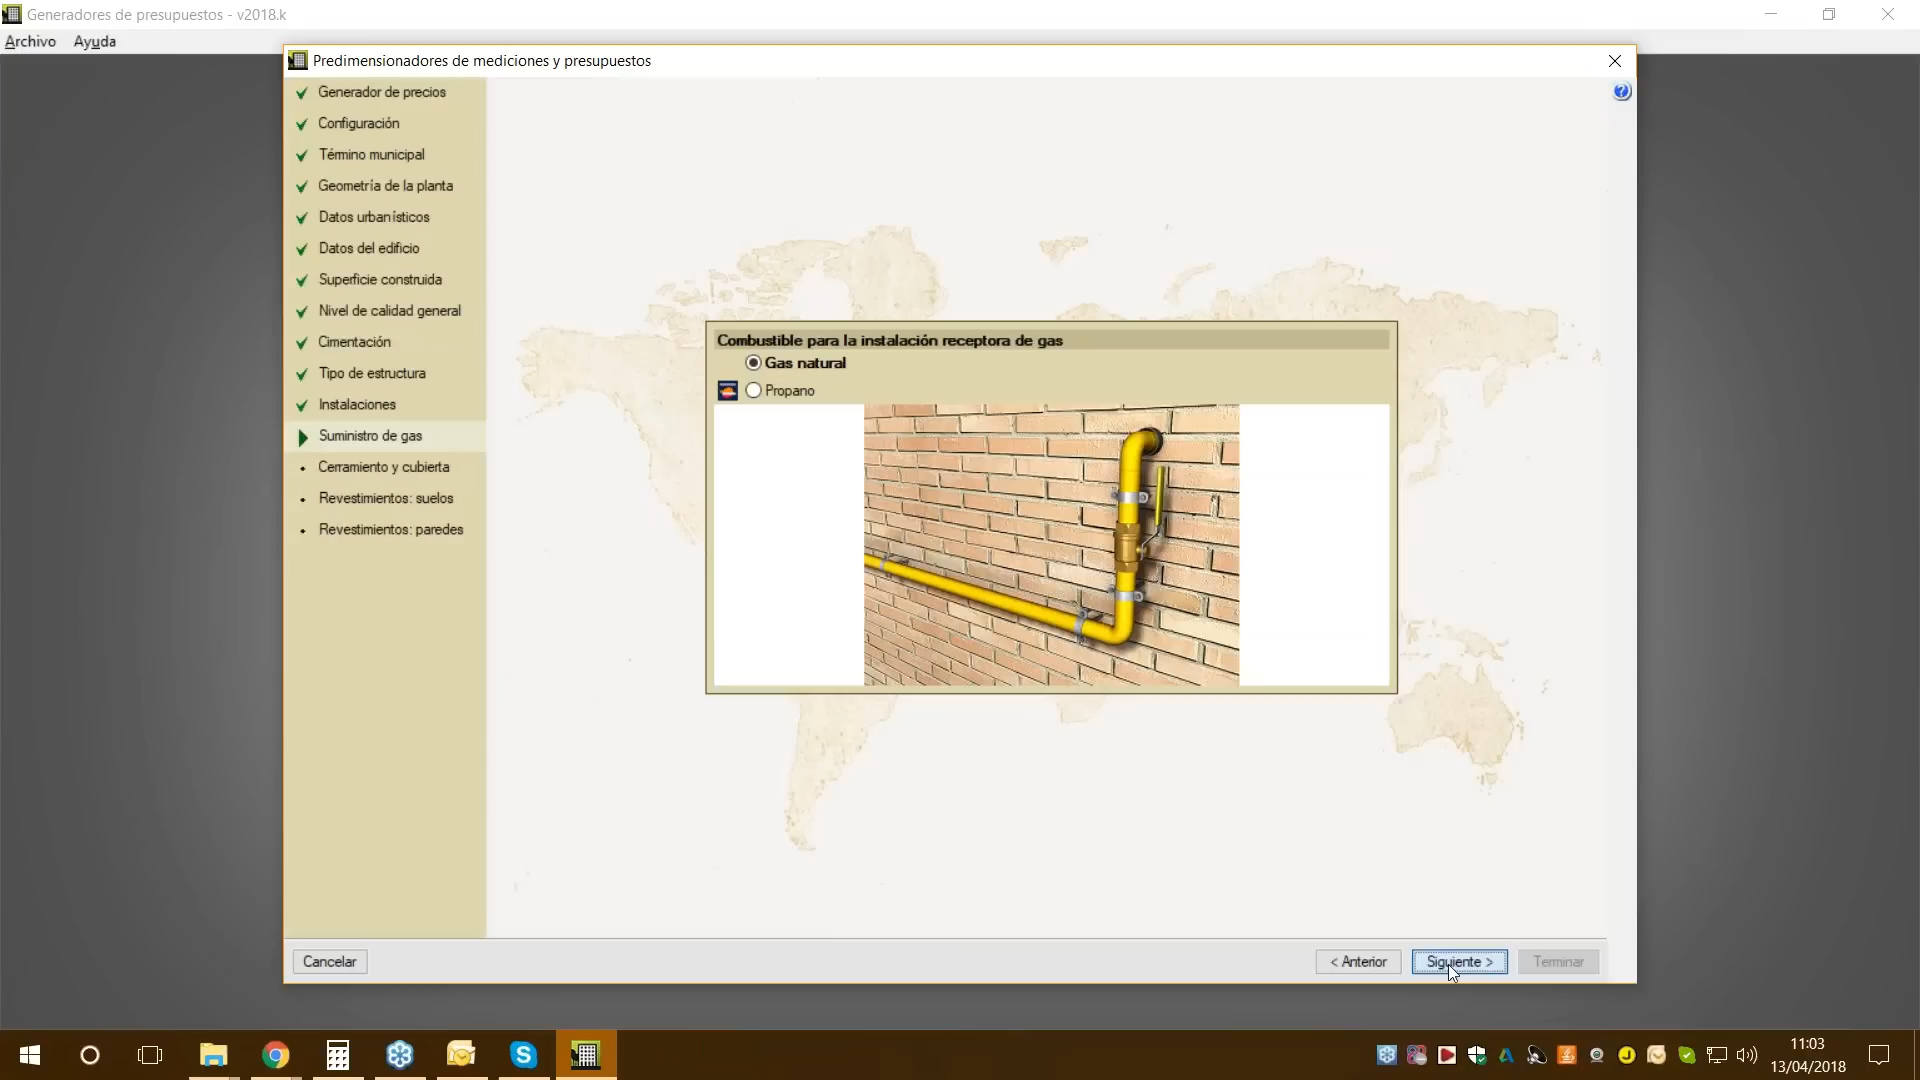 Generadores de presupuestos - v2018.k
Archivo Ayuda
Predimensionadores de mediciones y presupuestos
Generador de precios
Configuración
Término municipal
Geometría de la planta
Datos urbanísticos
Datos del edificio
Superficie construida
Nivel de calidad general
Cimentación
Tipo de estructura
Instalaciones
Suministro de gas
Cerramiento y cubierta
Revestimientos: suelos
Revestimientos: paredes
Combustible para la instalación receptora de gas
Gas natural
Propano
Cancelar
< Anterior
Siguiente >
Terminar
11:03
13/04/2018